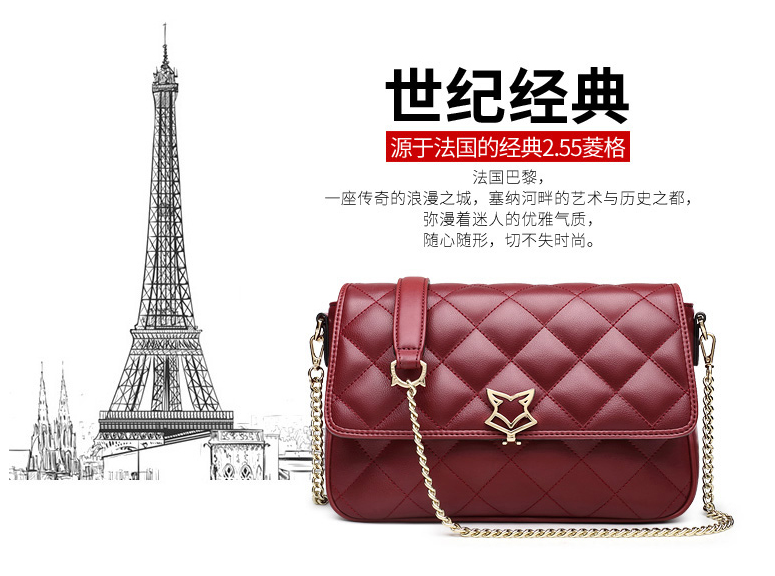 世纪经典
源于法国的经典2.55菱格
法国巴黎，
一座传奇的浪漫之城，塞纳河畔的艺术与历史之都，
弥漫着迷人的优雅气质，
随心随形，切不失时尚。